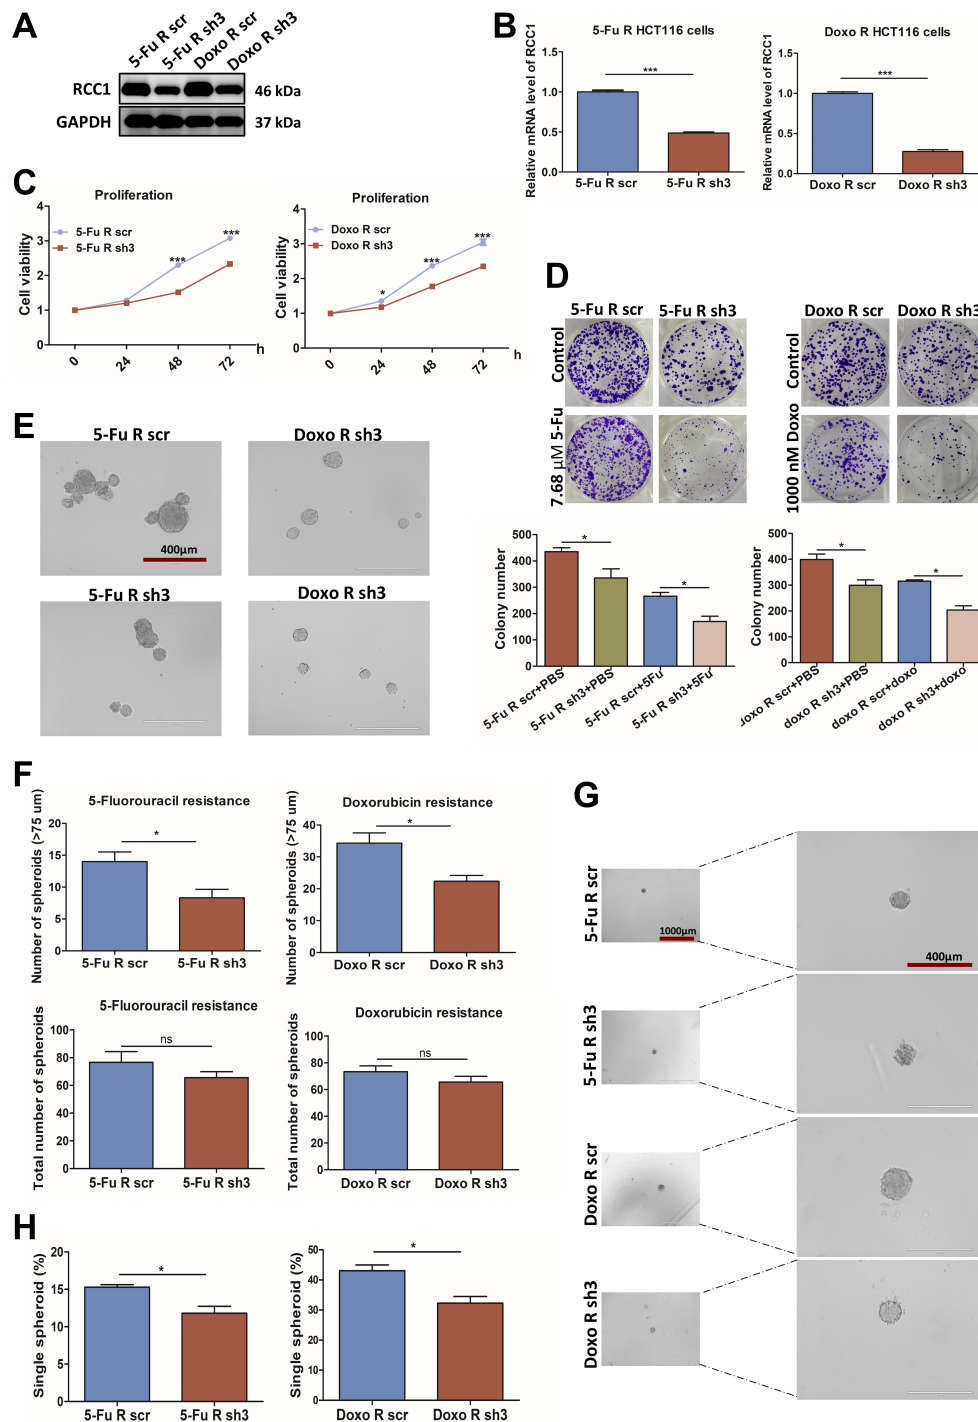 A
5-Fu R scr
5-Fu R sh3
Doxo R scr
Doxo R sh3
RCC1
46 kDa
GAPDH
37 kDa
B
5-Fu R HCT116 cells
Relative mRNA level of RCC1
1.5
1.0
0.5
0.0
***
5-Fu R scr
5-Fu R sh3
Doxo R HCT116 cells
Relative mRNA level of RCC1
1.5
1.0
0.5
0.0
***
Doxo R scr
Doxo R sh3
C
Proliferation
Cell viability
4
3
2
1
0
5-Fu R scr
5-Fu R sh3
***
***
0
24
48
72
Proliferation
Cell viability
4
3
2
1
0
Doxo R scr
Doxo R sh3
*
***
***
0
24
48
72
h
h
D
5-Fu R scr
5-Fu R sh3
Doxo R scr
Doxo R sh3
Control
7.68 μM 5-Fu
Control
1000 nM Doxo
Colony number
500
400
300
200
100
0
*
*
5-Fu R scr+PBS
5-Fu R sh3+PBS
5-Fu R scr+5Fu
5-Fu R sh3+5Fu
Colony number
500
400
300
200
100
0
*
*
doxo R scr+PBS
doxo R sh3+PBS
doxo R scr+doxo
doxo R sh3+doxo
E
5-Fu R scr
Doxo R sh3
400μm
5-Fu R sh3
Doxo R sh3
F
5-Fluorouracil resistance
Number of spheroids (>75 um)
20
15
10
5
0
*
5-Fu R scr
5-Fu R sh3
Doxorubicin resistance
Number of spheroids (>75 um)
40
30
20
10
0
*
Doxo R scr
Doxo R sh3
5-Fluorouracil resistance
Total number of spheroids
100
80
60
40
20
0
ns
5-Fu R scr
5-Fu R sh3
Doxorubicin resistance
Total number of spheroids
100
80
60
40
20
0
ns
Doxo R scr
Doxo R sh3
G
5-Fu R scr
1000μm
400μm
5-Fu R sh3
Doxo R scr
Doxo R sh3
H
Single spheroid (%)
20
15
10
5
0
*
5-Fu R scr
5-Fu R sh3
Single spheroid (%)
50
40
30
20
10
0
*
Doxo R scr
Doxo R sh3